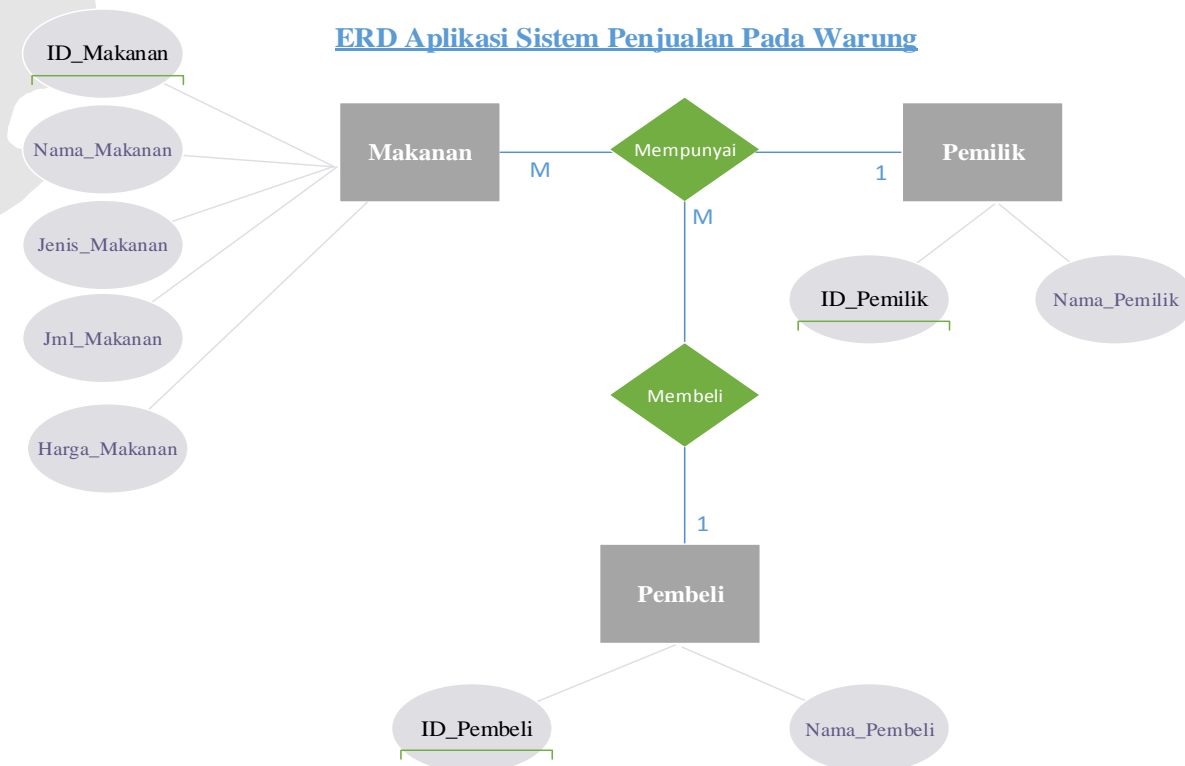 ERD Aplikasi Sistem Penjualan Pada Warung
ID_Makanan
Nama_Makanan
Jenis_Makanan
Jml_Makanan
Harga_Makanan
Makanan
M
Mempunyai
1
Pemilik
ID_Pemilik
Nama_Pemilik
M
Membeli
1
Pembeli
ID_Pembeli
Nama_Pembeli